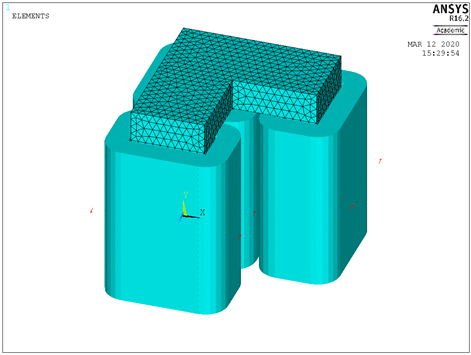 1
ELEMENTS
ANSYS
R16.2
Academic
MAR 12 2020
15:29:54
Y
X